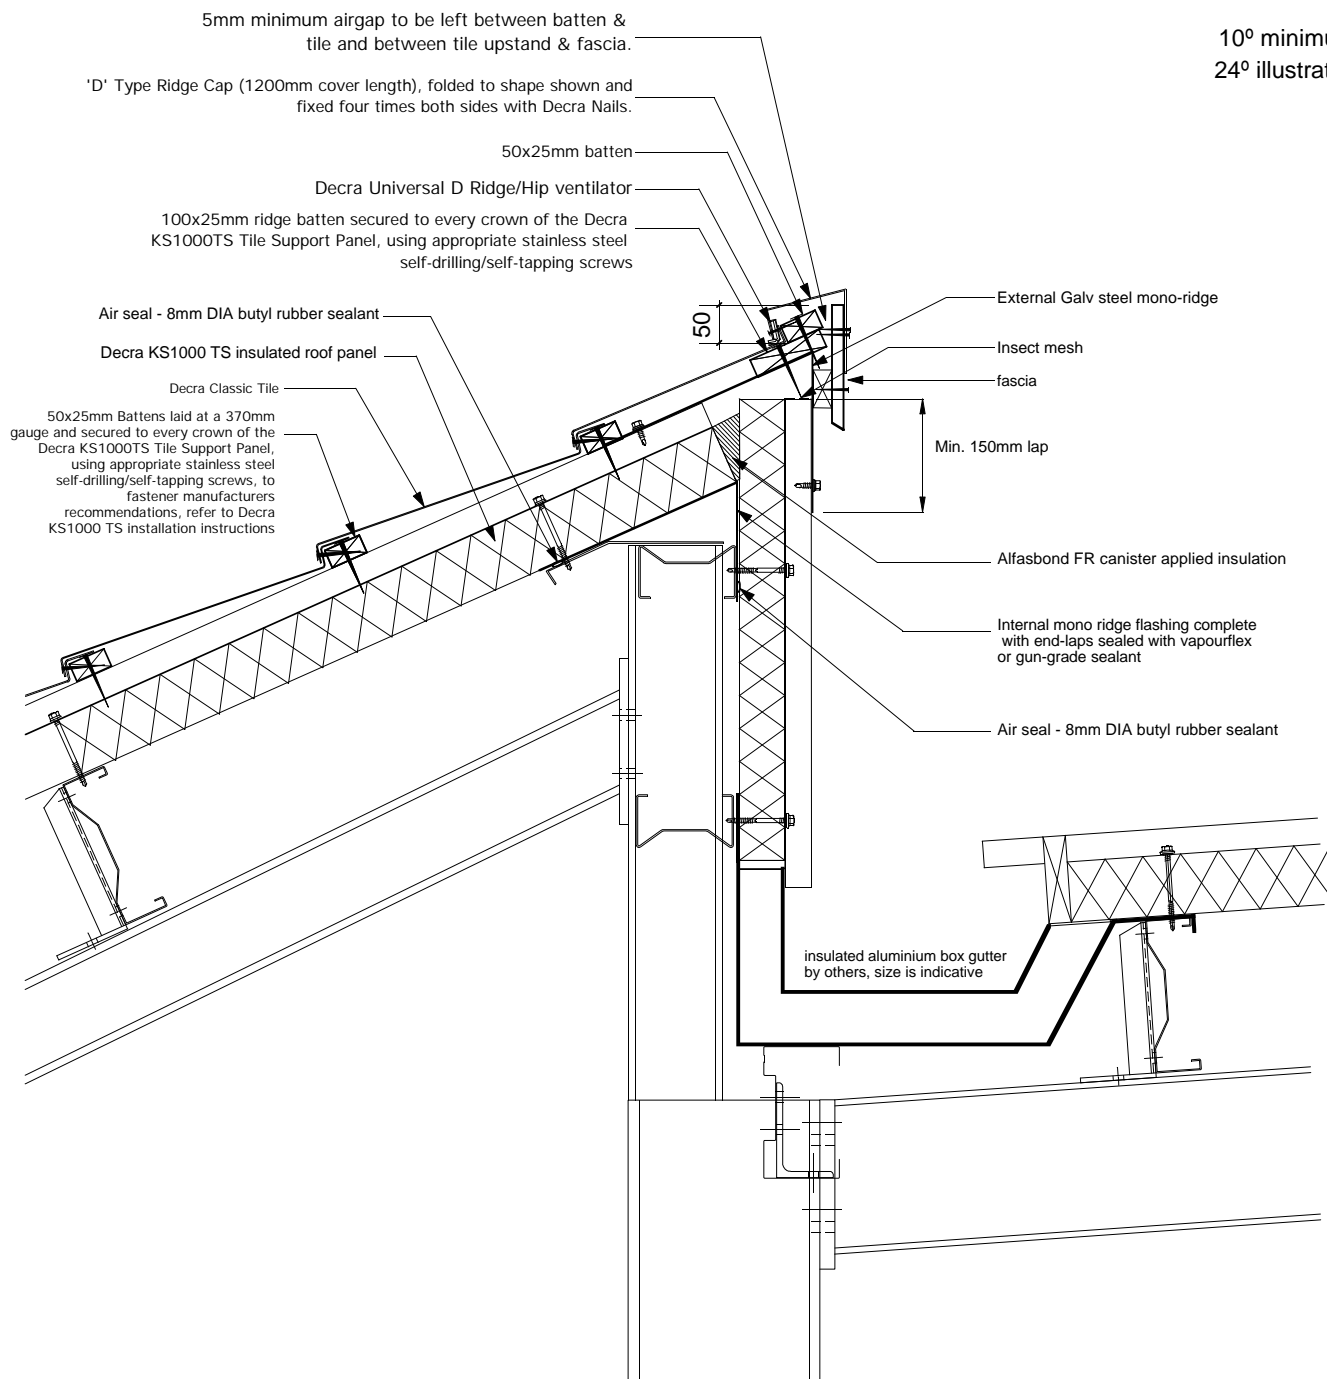 5mm minimum airgap to be left between batten &
tile and between tile upstand & fascia.
10º
24º
'D' Type Ridge Cap (1200mm cover length), folded to shape shown and
fixed four times both sides with Decra Nails.
50x25mm batten
Decra Universal D Ridge/Hip ventilator
100x25mm ridge batten secured to every crown of the Decra
KS1000TS Tile Support Panel, using appropriate stainless steel
self-drilling/self-tapping screws
Air seal - 8mm DIA butyl rubber sealant
Decra KS1000 TS insulated roof panel
Decra Classic Tile
50x25mm Battens laid at a 370mm
gauge and secured to every crown of the
Decra KS1000TS Tile Support Panel,
using appropriate stainless steel
self-drilling/self-tapping screws, to
fastener manufacturers
recommendations, refer to Decra
KS1000 TS installation instructions
50
External Galv steel mono-ridge
Insect mesh
fascia
Min. 150mm lap
Alfasbond FR canister applied insulation
Internal mono ridge flashing complete
with end-laps sealed with vapourflex
or gun-grade sealant
Air seal - 8mm DIA butyl rubber sealant
insulated aluminium box gutter
by others, size is indicative